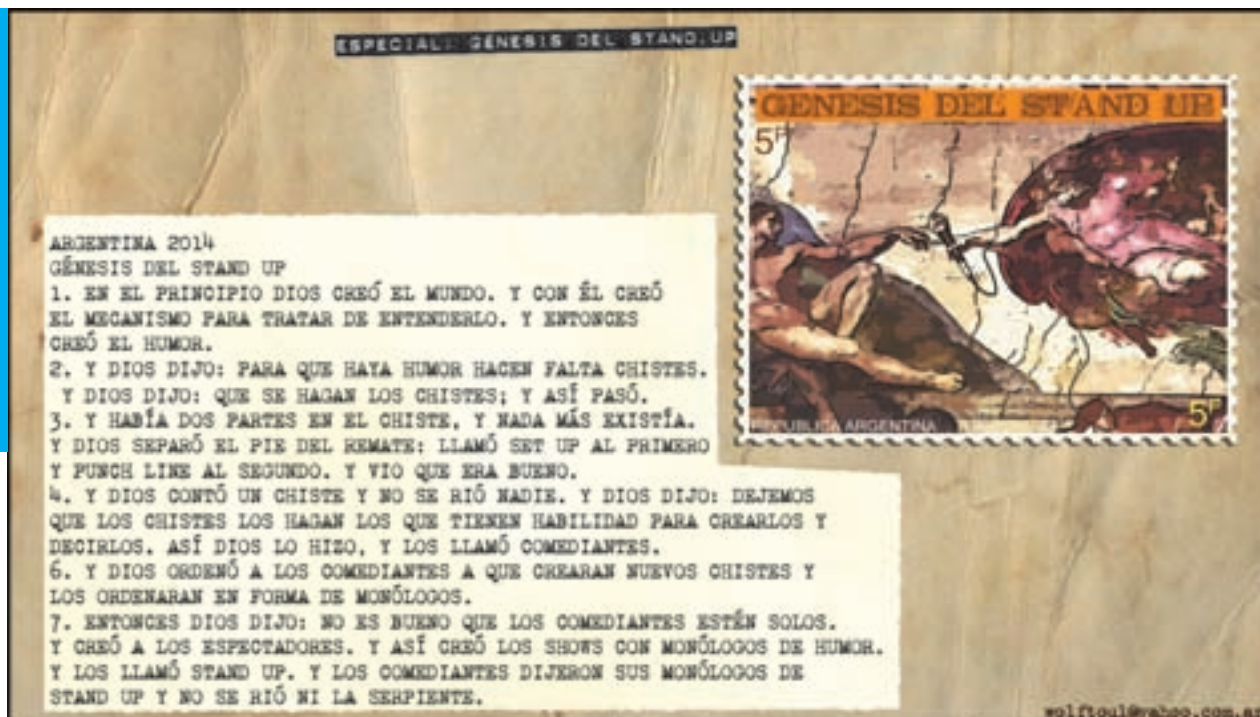 ESPECIAL: GÉNESIS DEL STAND UP
GENESIS DEL STAND UP
5P
REPUBLICA ARGENTINA
5P
ARGENTINA 2014
GÉNESIS DEL STAND UP
1. EN EL PRINCIPIO DIOS CREÓ EL MUNDO. Y CON ÉL CREÓ
EL MECANISMO PARA TRATAR DE ENTENDERLO. Y ENTONCES
CREÓ EL HUMOR.
2. Y DIOS DIJO: PARA QUE HAYA HUMOR HACEN FALTA CHISTES.
Y DIOS DIJO: QUE SE HAGAN LOS CHISTES; Y ASÍ PASÓ.
3. Y HABÍA DOS PARTES EN EL CHISTE, Y NADA MÁS EXISTÍA.
Y DIOS SEPARÓ EL PIE DEL REMATE: LLAMÓ SET UP AL PRIMERO
Y PUNCH LINE AL SEGUNDO. Y VIO QUE ERA BUENO.
4. Y DIOS CONTÓ UN CHISTE Y NO SE RIÓ NADIE. Y DIOS DIJO: DEJEMOS
QUE LOS CHISTES LOS HAGAN LOS QUE TIENEN HABILIDAD PARA CREARLOS Y
DECIRLOS. ASÍ DIOS LO HIZO, Y LOS LLAMÓ COMEDIANTES.
6. Y DIOS ORDENÓ A LOS COMEDIANTES A QUE CREARAN NUEVOS CHISTES Y
LOS ORDENARAN EN FORMA DE MONÓLOGOS.
7. ENTONCES DIOS DIJO: NO ES BUENO QUE LOS COMEDIANTES ESTÉN SOLOS.
Y CREÓ A LOS ESPECTADORES. Y ASÍ CREÓ LOS SHOWS CON MONÓLOGOS DE HUMOR.
Y LOS LLAMÓ STAND UP. Y LOS COMEDIANTES DIJERON SUS MONÓLOGOS DE
STAND UP Y NO SE RIÓ NI LA SERPIENTE.